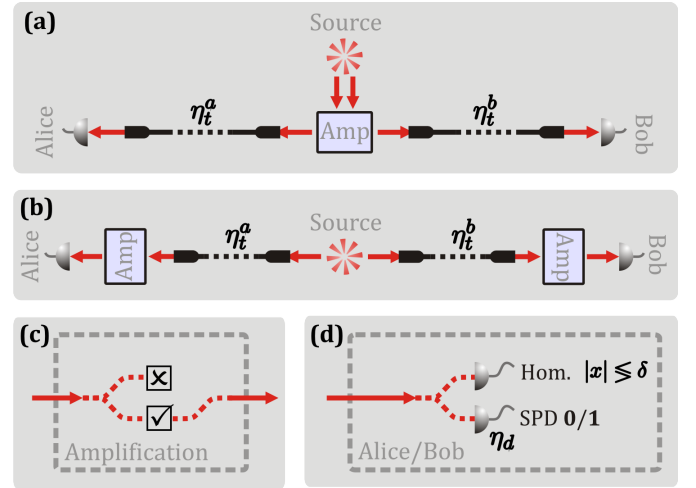 (a)
Source
Alice
η_t^a
Amp
η_t^b
Bob
(b)
Alice
Amp
η_t^a
Source
η_t^b
Amp
Bob
(c)
Amplification
(d)
Hom. |x| ≶ δ
SPD 0/1
η_d
Alice/Bob